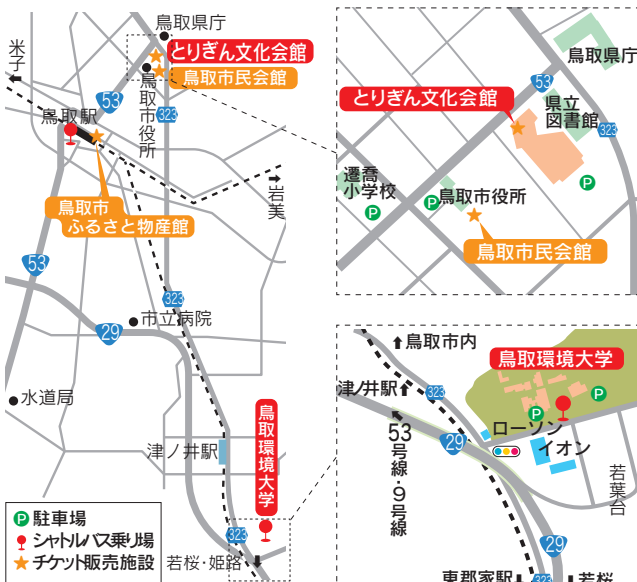 鳥取県庁
とりぎん文化会館
鳥取市民会館
鳥取市役所
米子
53
323
鳥取駅
岩美
鳥取市
ふるさと物産館
53
323
29
市立病院
水道局
津ノ井駅
鳥取環境大学
323
若桜・姫路
P 駐車場
シャトルバス乗り場
チケット販売施設
鳥取県庁
53
とりぎん文化会館
県立
図書館
323
遷喬
小学校
P
P
P
鳥取市役所
鳥取市民会館
鳥取市内
鳥取環境大学
津ノ井駅
323
P
P
53号線・9号線
29
ローソン
イオン
若葉台
29
323
東郡家駅
若桜